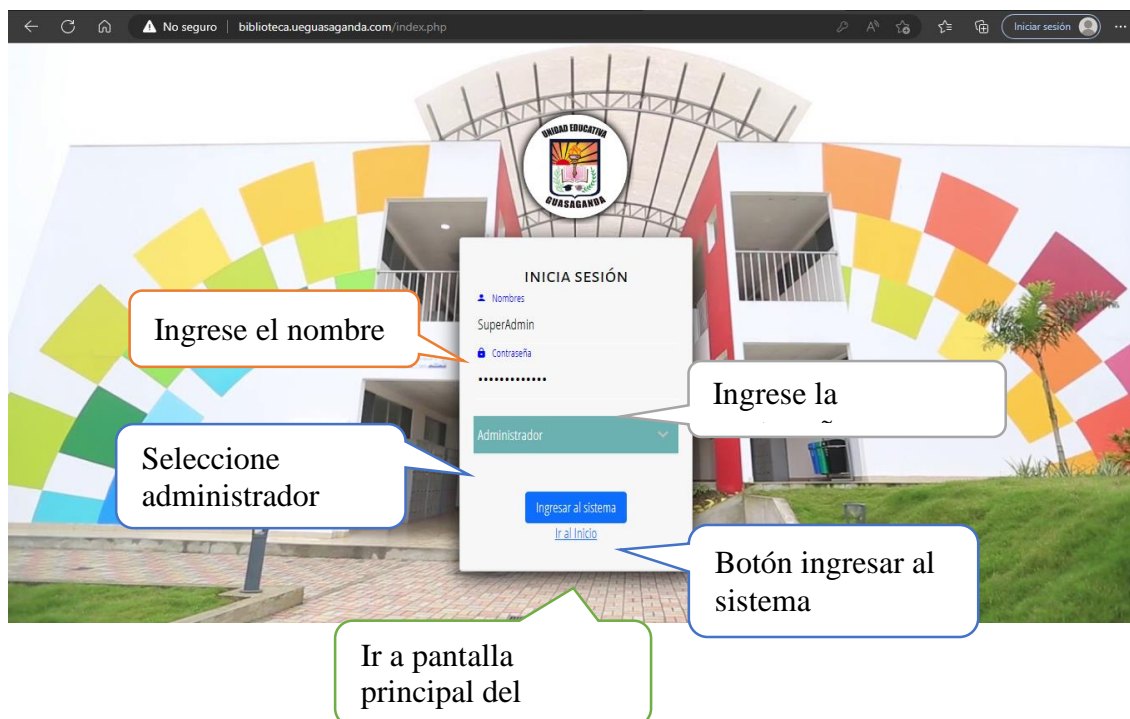 No seguro | biblioteca.ueguasaganda.com/index.php
Iniciar sesión
UNIDAD EDUCATIVA
GUASAGANDA
INICIA SESIÓN
Nombres
SuperAdmin
Contraseña
•••••••••••••
Administrador
Ingresar al sistema
Ir al Inicio
Ingrese el nombre
Ingrese la
Seleccione
administrador
Botón ingresar al
sistema
Ir a pantalla
principal del